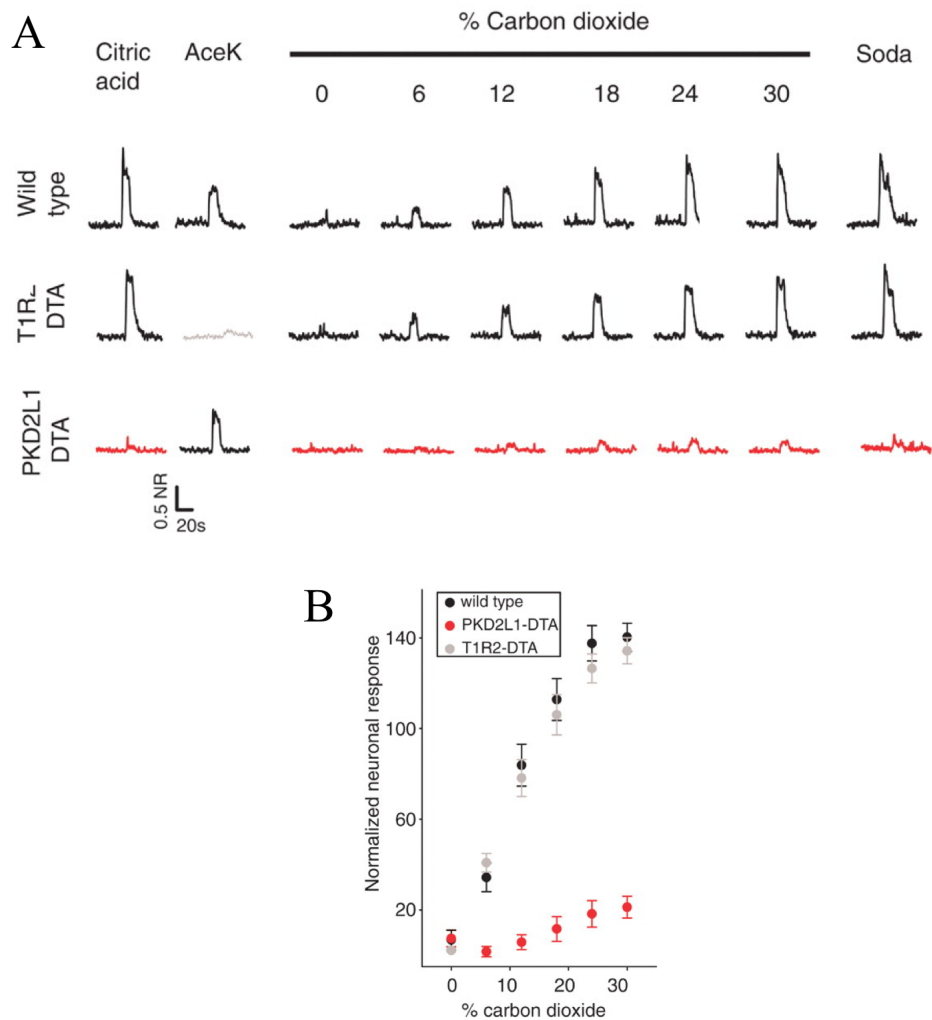 A
% Carbon dioxide
Citric acid
AceK
Soda
0 6 12 18 24 30
Wild type
T1R2 DTA
PKD2L1 DTA
0.5 NR
20s
B
wild type
PKD2L1-DTA
T1R2-DTA
Normalized neuronal response
140
100
60
20
0 10 20 30
% carbon dioxide